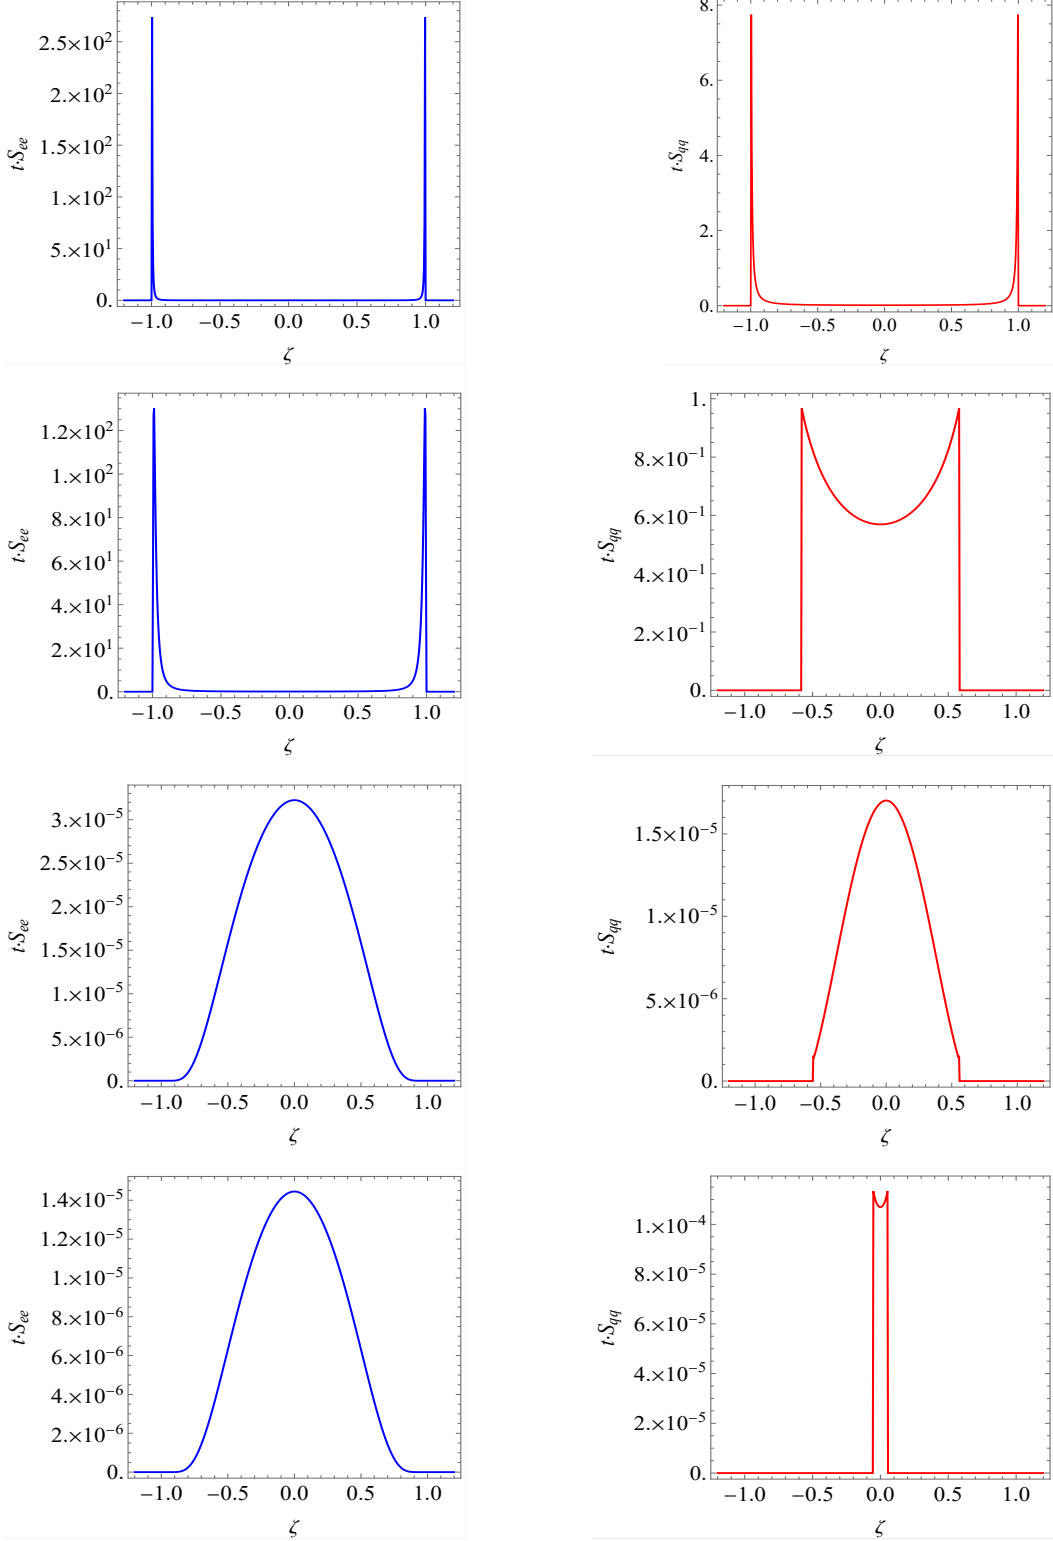 2.5×10²
2.×10²
1.5×10²
1.×10²
5.×10¹
0.
t·S_ee
−1.0 −0.5 0.0 0.5 1.0
ζ
8.
6.
4.
2.
0.
t·S_qq
−1.0 −0.5 0.0 0.5 1.0
ζ
1.2×10²
1.×10²
8.×10¹
6.×10¹
4.×10¹
2.×10¹
0.
t·S_ee
−1.0 −0.5 0.0 0.5 1.0
ζ
1.
8.×10⁻¹
6.×10⁻¹
4.×10⁻¹
2.×10⁻¹
0.
t·S_qq
−1.0 −0.5 0.0 0.5 1.0
ζ
3.×10⁻⁵
2.5×10⁻⁵
2.×10⁻⁵
1.5×10⁻⁵
1.×10⁻⁵
5.×10⁻⁶
0.
t·S_ee
−1.0 −0.5 0.0 0.5 1.0
ζ
1.5×10⁻⁵
1.×10⁻⁵
5.×10⁻⁶
0.
t·S_qq
−1.0 −0.5 0.0 0.5 1.0
ζ
1.4×10⁻⁵
1.2×10⁻⁵
1.×10⁻⁵
8.×10⁻⁶
6.×10⁻⁶
4.×10⁻⁶
2.×10⁻⁶
0.
t·S_ee
−1.0 −0.5 0.0 0.5 1.0
ζ
1.×10⁻⁴
8.×10⁻⁵
6.×10⁻⁵
4.×10⁻⁵
2.×10⁻⁵
0.
t·S_qq
−1.0 −0.5 0.0 0.5 1.0
ζ